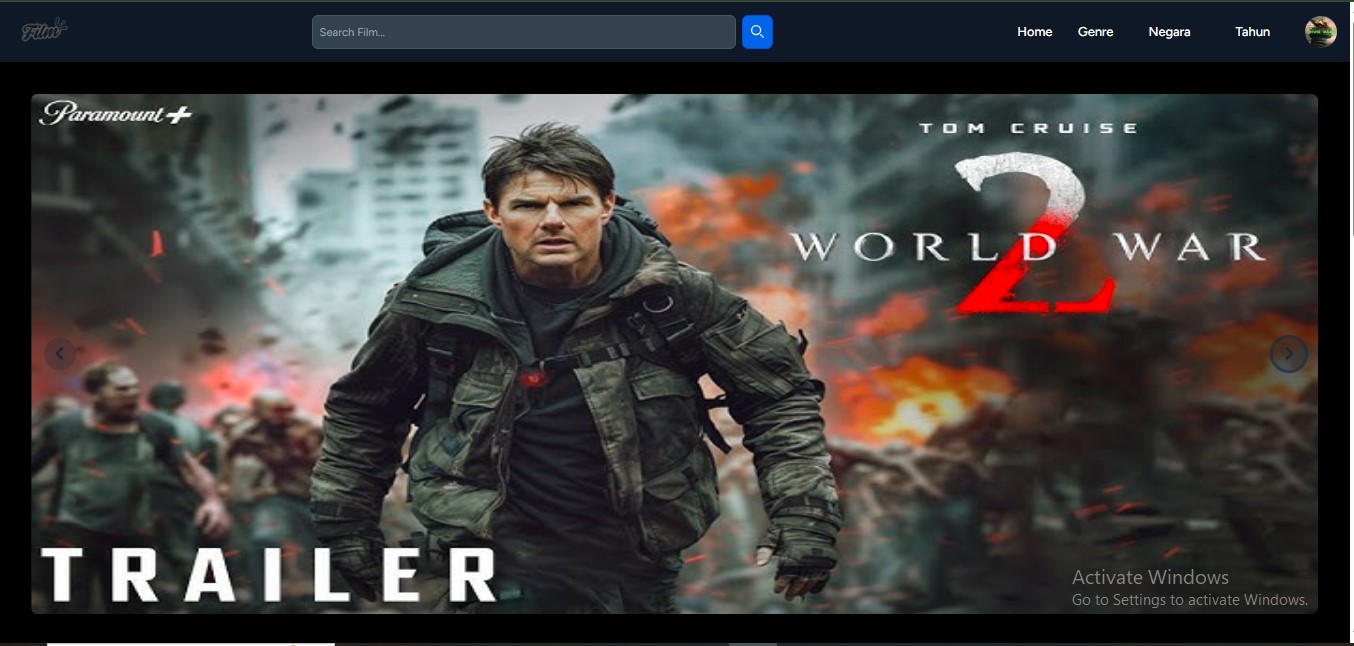 Film
Search Film...
Home
Genre
Negara
Tahun
Paramount+
TOM CRUISE
2
WORLD WAR
TRAILER
Activate Windows
Go to Settings to activate Windows.